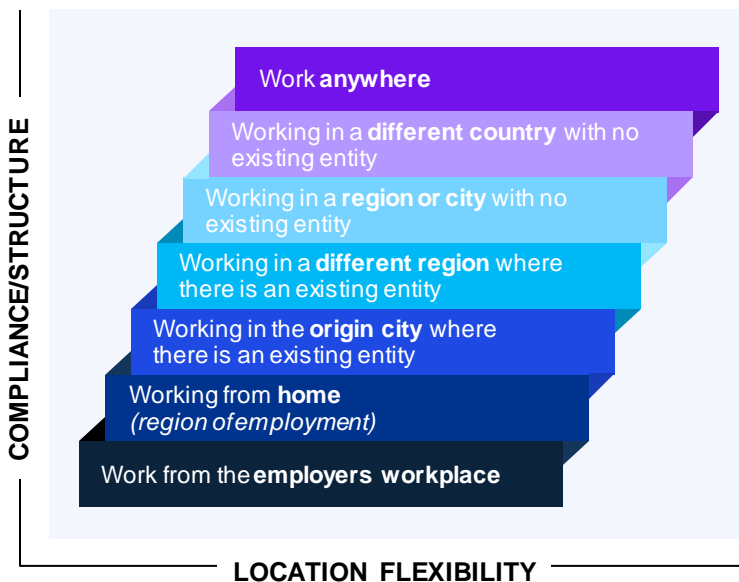 COMPLIANCE/STRUCTURE
Work anywhere
Working in a different country with no
existing entity
Working in a region or city with no
existing entity
Working in a different region where
there is an existing entity
Working in the origin city where
there is an existing entity
Working from home
(region of employment)
Work from the employers workplace
LOCATION FLEXIBILITY